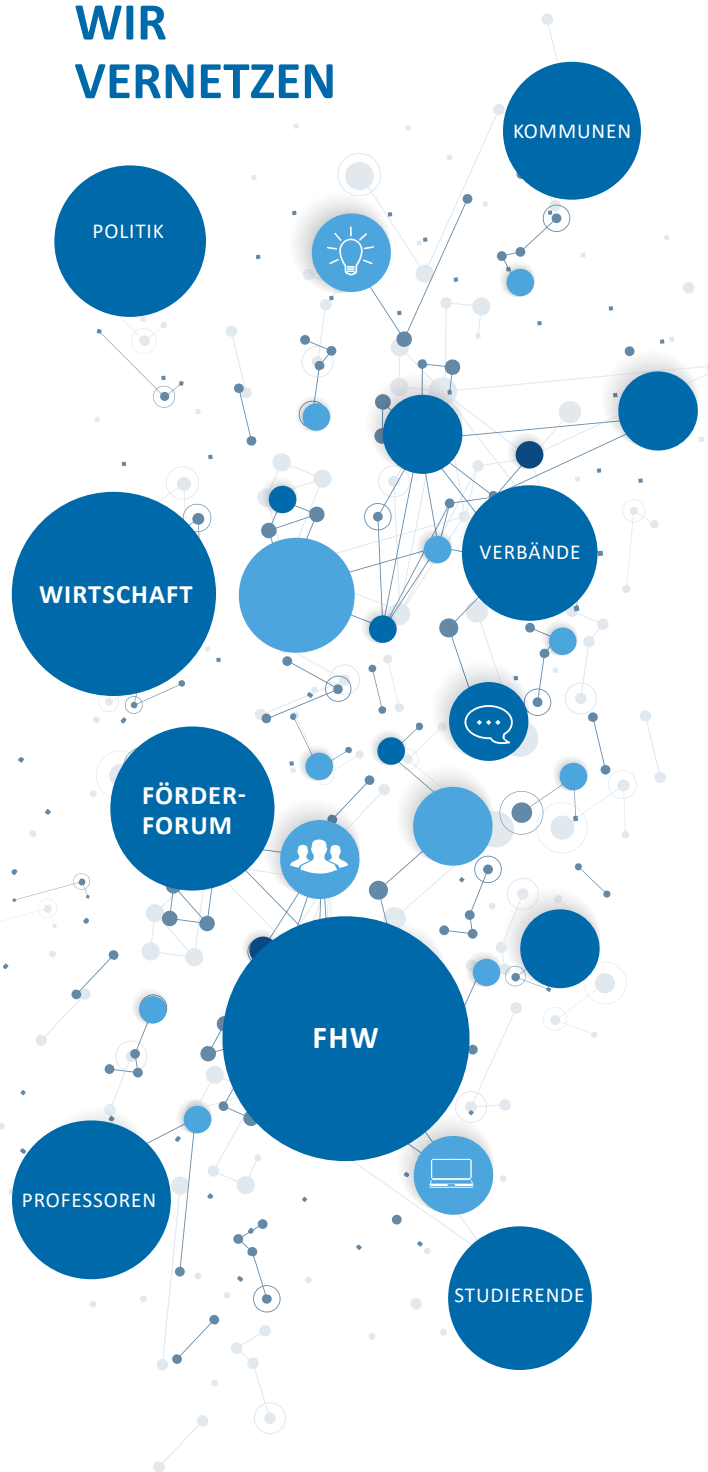 WIR
VERNETZEN
KOMMUNEN
POLITIK
VERBÄNDE
WIRTSCHAFT
FÖRDER-
FORUM
FHW
PROFESSOREN
STUDIERENDE